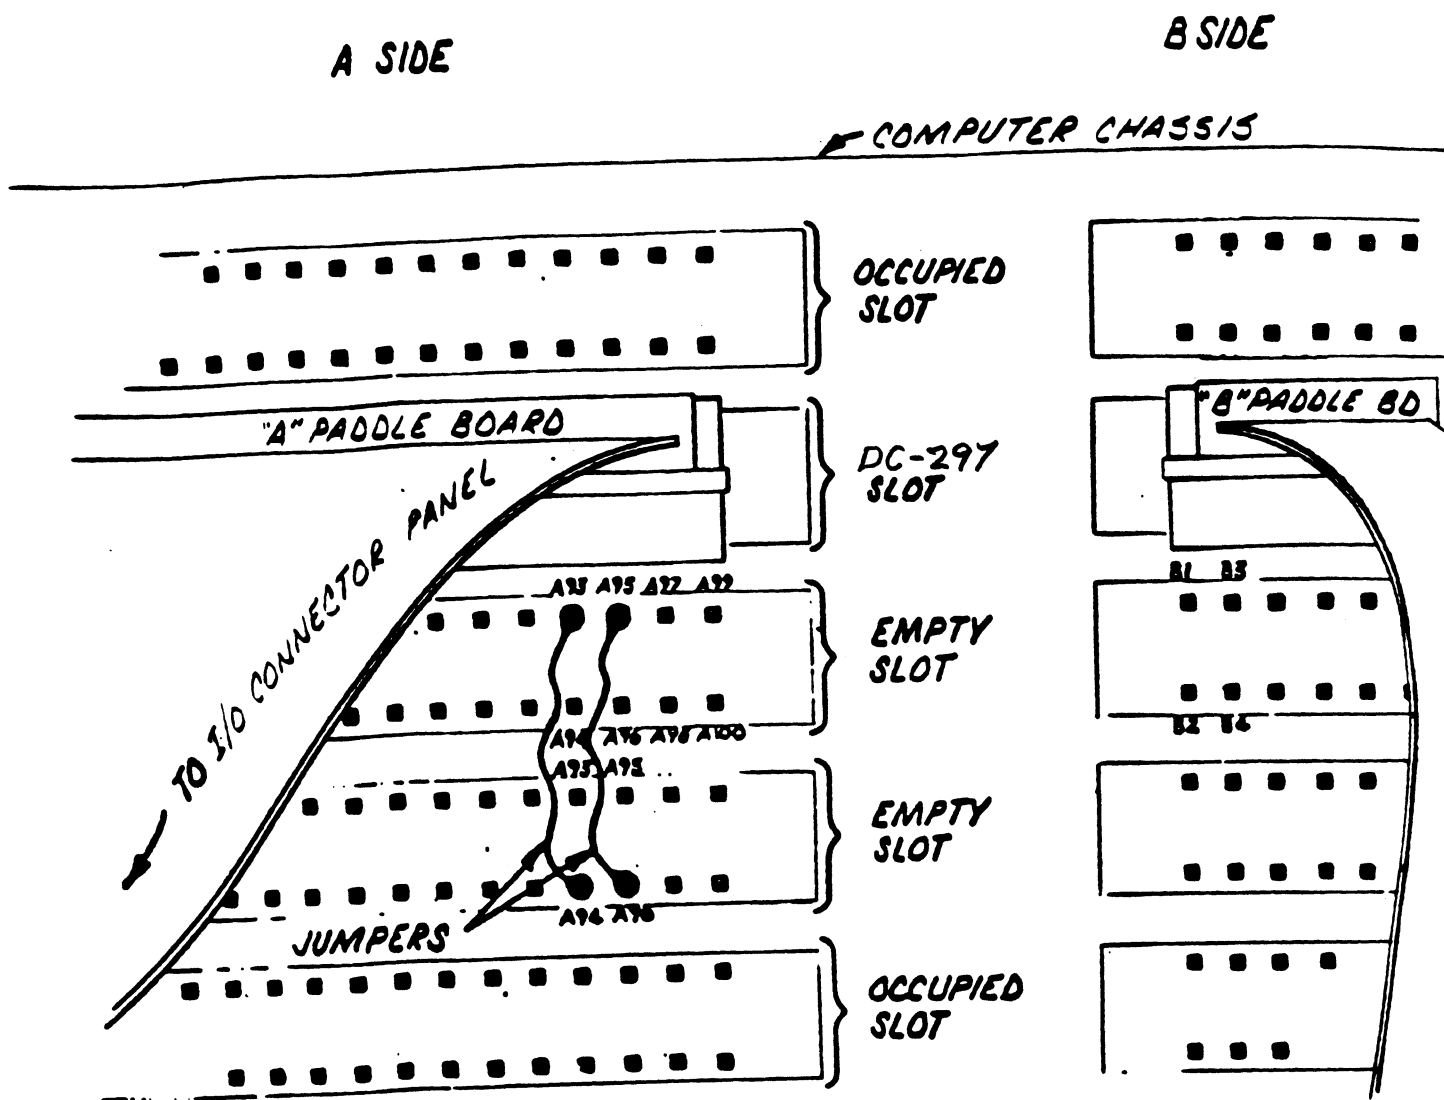 A SIDE
B SIDE
COMPUTER CHASSIS
OCCUPIED
SLOT
"A" PADDLE BOARD
"B" PADDLE BD
DC-297
SLOT
TO I/O CONNECTOR PANEL
A93 A95 A97 A99
B1 B3
EMPTY
SLOT
A94 A96 A98 A100
B2 B4
A93 A95
EMPTY
SLOT
A94 A96
JUMPERS
OCCUPIED
SLOT